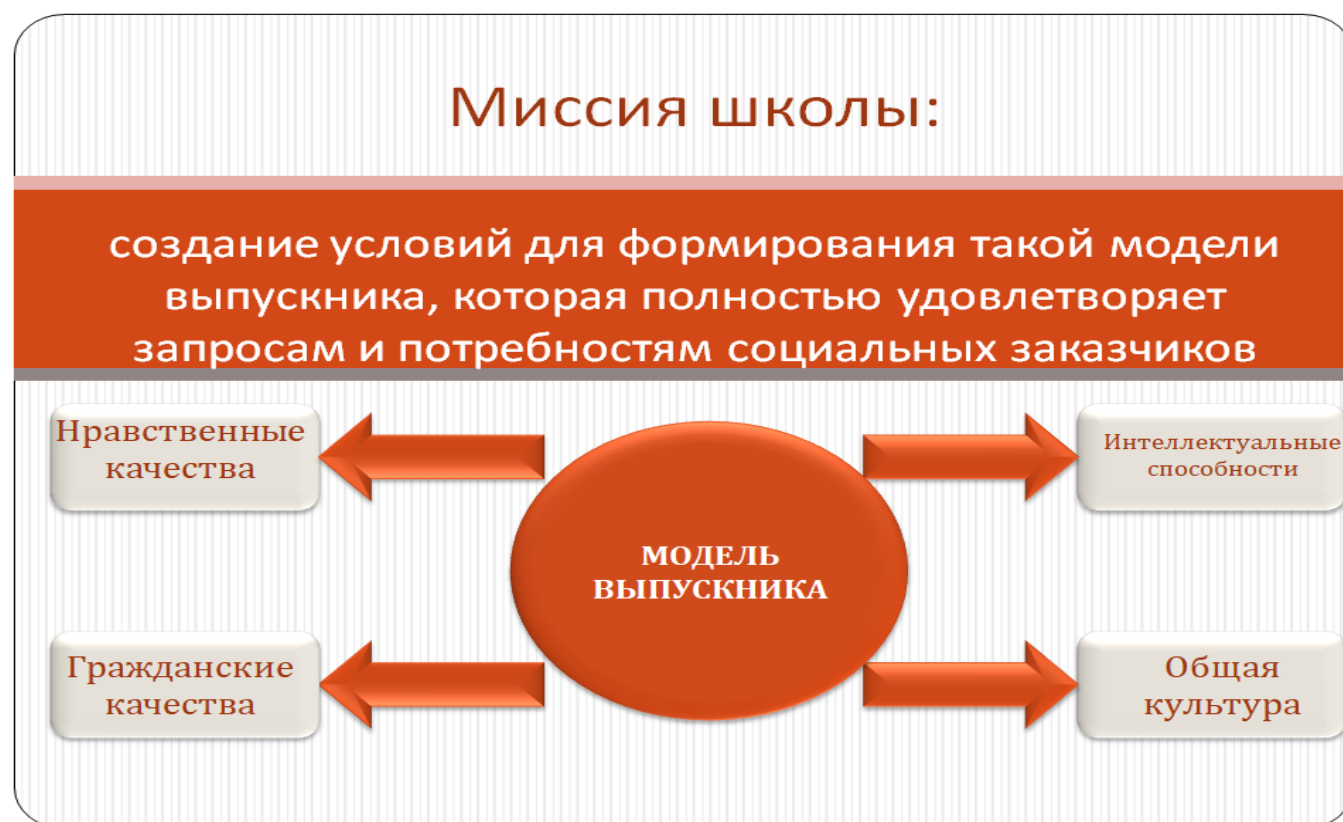 Миссия школы:
создание условий для формирования такой модели
выпускника, которая полностью удовлетворяет
запросам и потребностям социальных заказчиков
Нравственные
качества
Интеллектуальные
способности
МОДЕЛЬ
ВЫПУСКНИКА
Гражданские
качества
Общая
культура